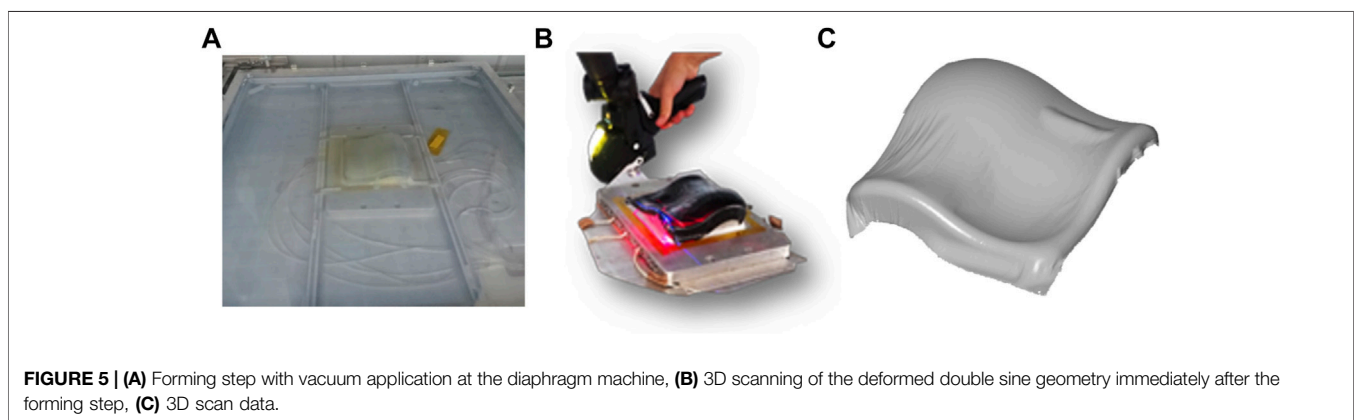 A
B
C
FIGURE 5 | (A) Forming step with vacuum application at the diaphragm machine, (B) 3D scanning of the deformed double sine geometry immediately after the
forming step, (C) 3D scan data.